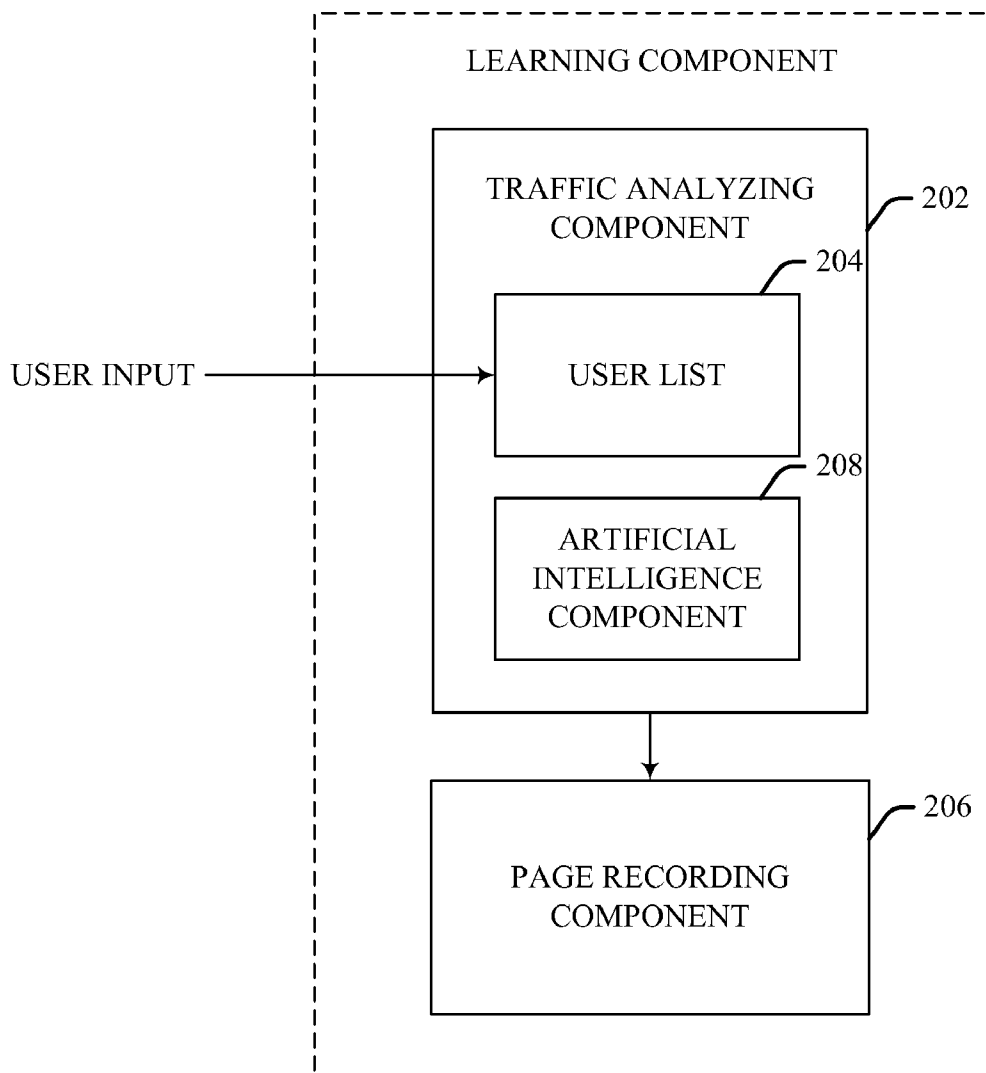 LEARNING COMPONENT
TRAFFIC ANALYZING
COMPONENT
202
204
USER INPUT
USER LIST
208
ARTIFICIAL
INTELLIGENCE
COMPONENT
206
PAGE RECORDING
COMPONENT